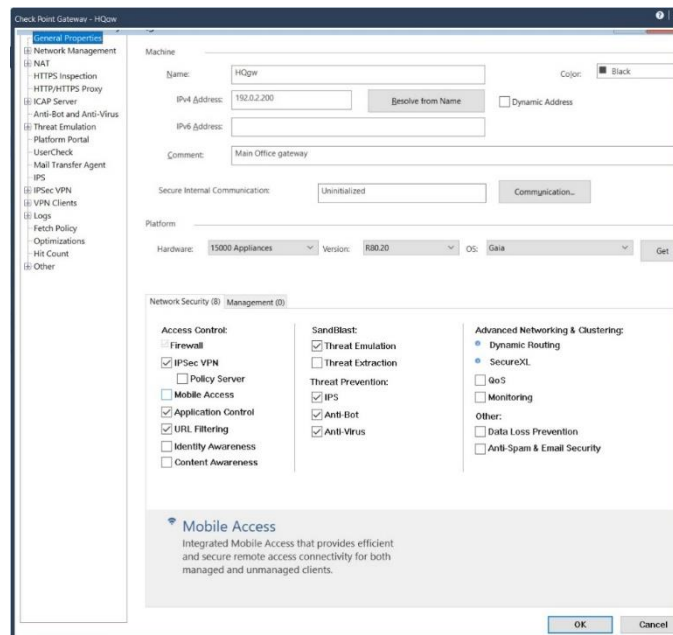 Check Point Gateway - HQgw
General Properties
Network Management
NAT
HTTPS Inspection
HTTP/HTTPS Proxy
ICAP Server
Anti-Bot and Anti-Virus
Threat Emulation
Platform Portal
UserCheck
Mail Transfer Agent
IPS
IPSec VPN
VPN Clients
Logs
Fetch Policy
Optimizations
Hit Count
Other
Machine
Name: HQgw Color: Black
IPv4 Address: 192.0.2.200 Resolve from Name Dynamic Address
IPv6 Address:
Comment: Main Office gateway
Secure Internal Communication: Uninitialized Communication...
Platform
Hardware: 15000 Appliances Version: R80.20 OS: Gaia Get
Network Security (8) Management (0)
Access Control:
Firewall
IPSec VPN
Policy Server
Mobile Access
Application Control
URL Filtering
Identity Awareness
Content Awareness
SandBlast:
Threat Emulation
Threat Extraction
Threat Prevention:
IPS
Anti-Bot
Anti-Virus
Advanced Networking & Clustering:
Dynamic Routing
SecureXL
QoS
Monitoring
Other:
Data Loss Prevention
Anti-Spam & Email Security
Mobile Access
Integrated Mobile Access that provides efficient
and secure remote access connectivity for both
managed and unmanaged clients.
OK Cancel